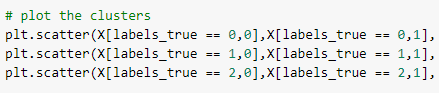 # plot the clusters
plt.scatter(X[labels_true == 0,0],X[labels_true == 0,1],
plt.scatter(X[labels_true == 1,0],X[labels_true == 1,1],
plt.scatter(X[labels_true == 2,0],X[labels_true == 2,1],